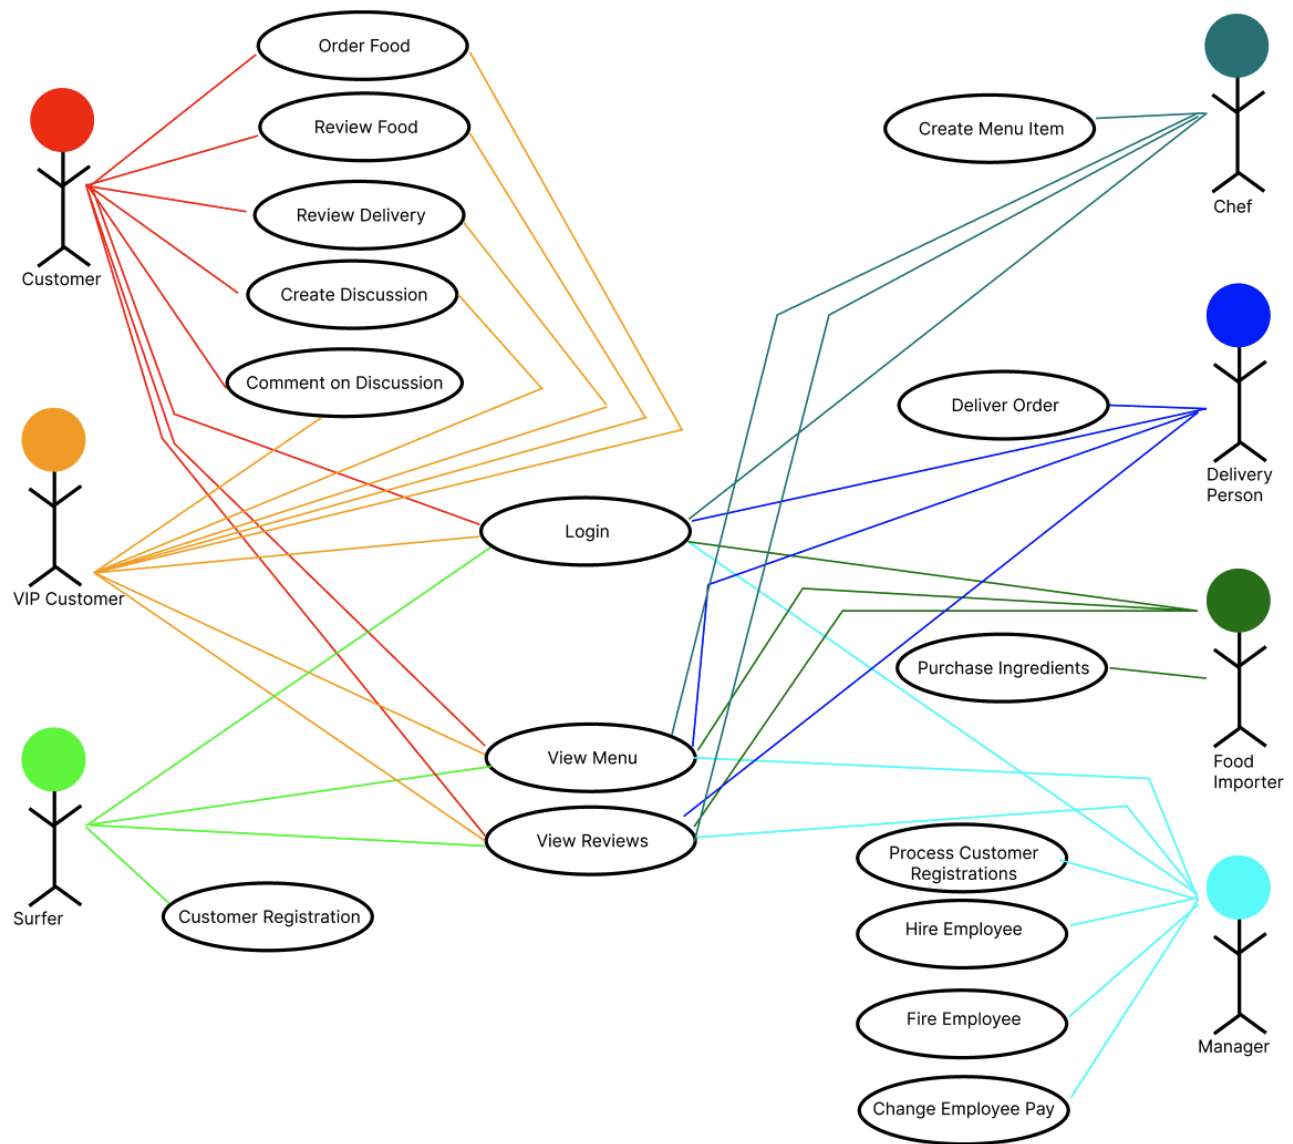 Order Food
Review Food
Review Delivery
Create Discussion
Comment on Discussion
Customer
VIP Customer
Surfer
Customer Registration
Login
View Menu
View Reviews
Create Menu Item
Chef
Deliver Order
Delivery
Person
Purchase Ingredients
Food
Importer
Process Customer
Registrations
Hire Employee
Fire Employee
Change Employee Pay
Manager